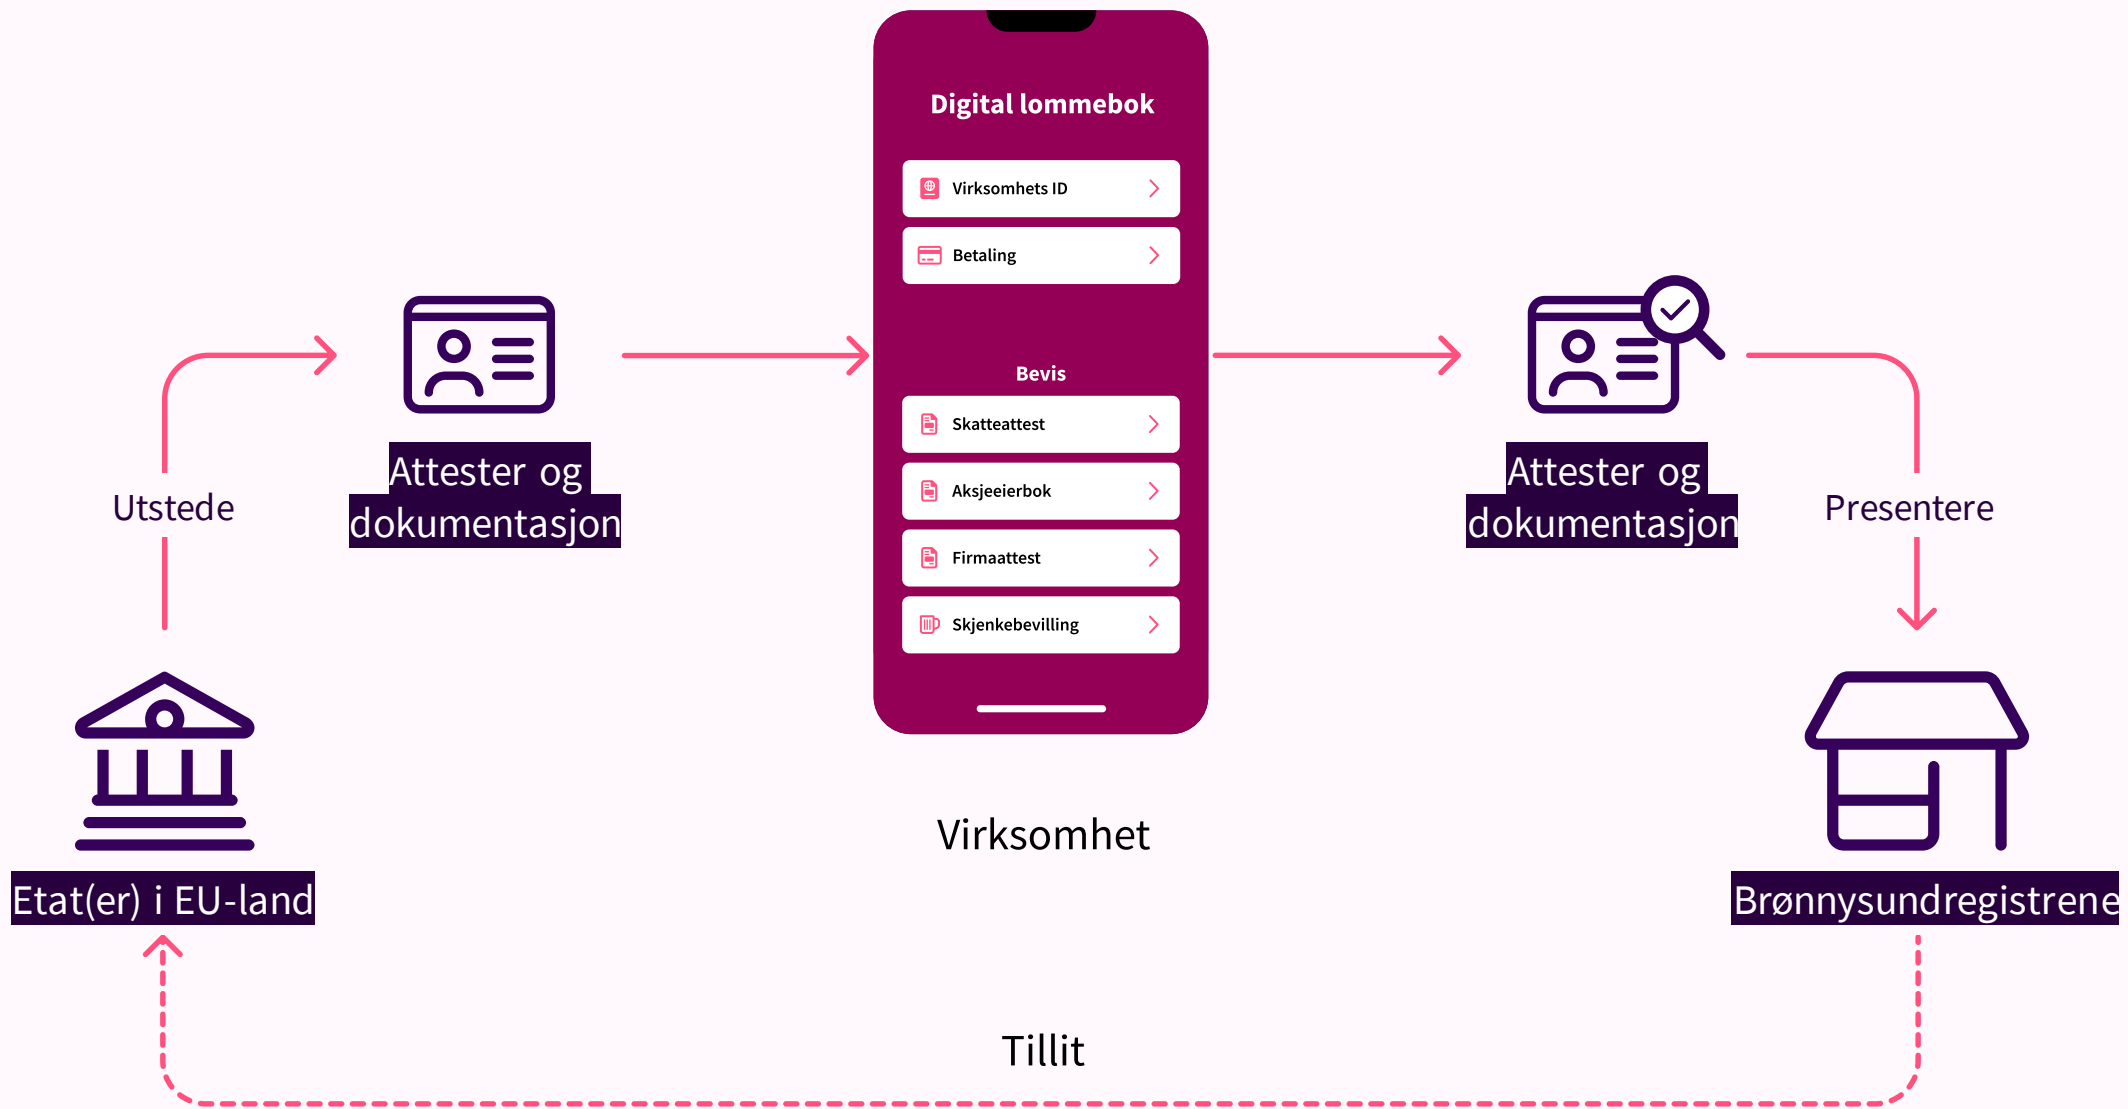 Digital lommebok
Virksomhets ID
Betaling
Bevis
Skatteattest
Aksjeeierbok
Firmaattest
Skjenkebevilling
Utstede
Attester og
dokumentasjon
Attester og
dokumentasjon
Presentere
Virksomhet
Etat(er) i EU-land
Brønnysundregistrene
Tillit